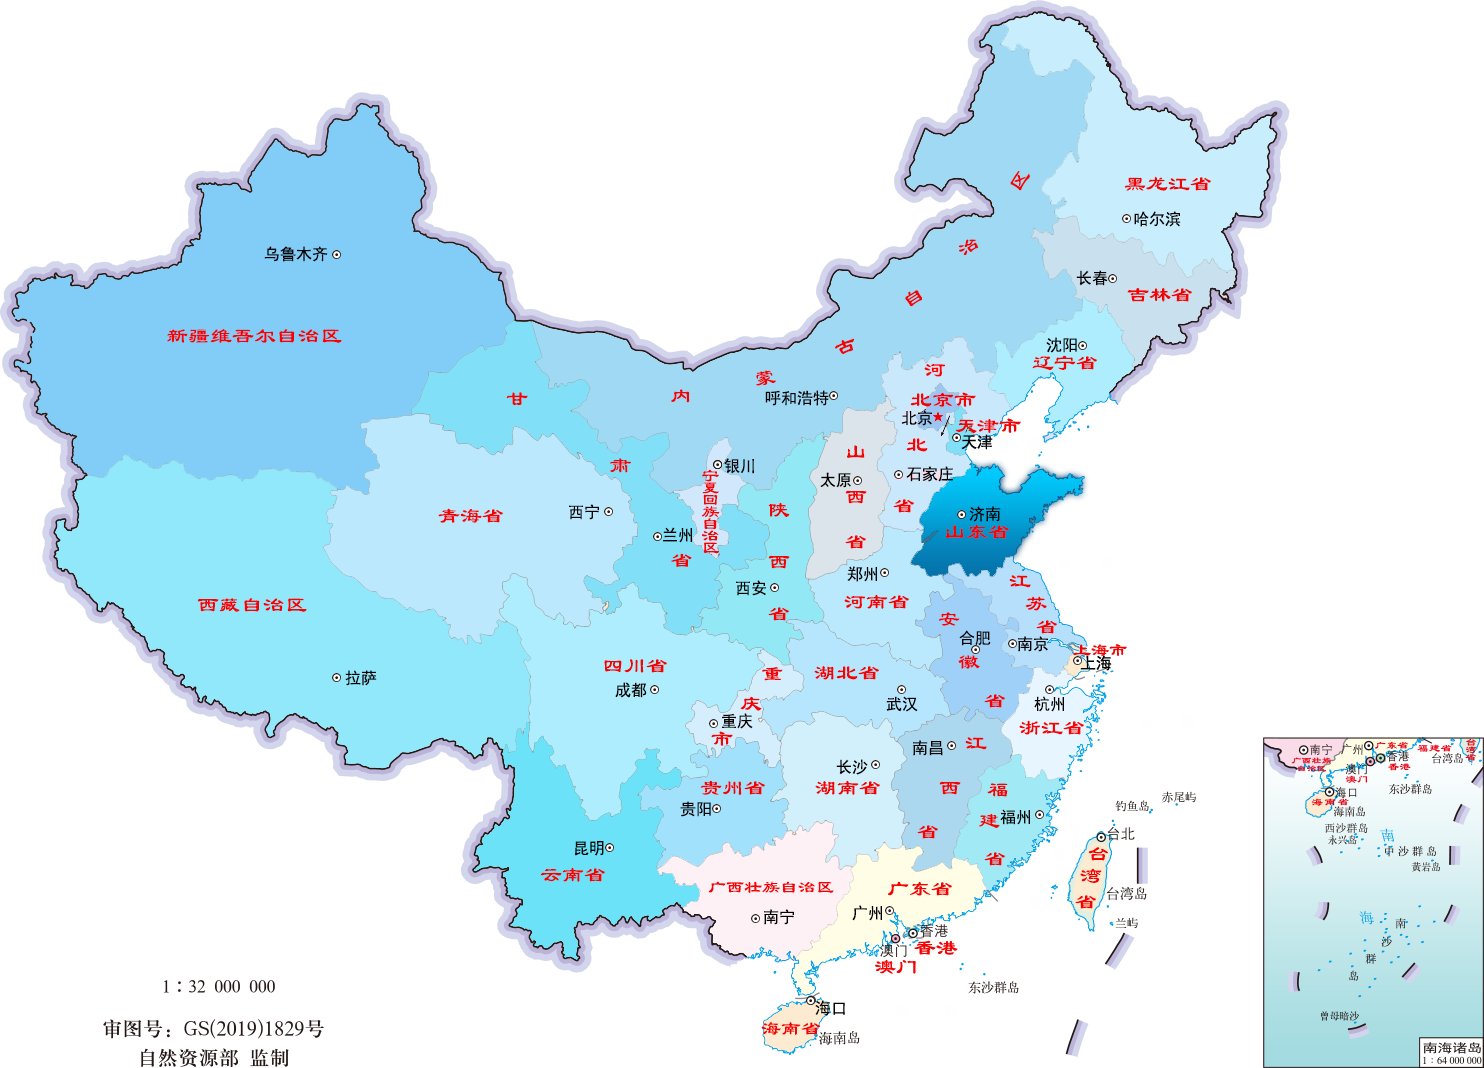 黑龙江省
哈尔滨
长春
吉林省
沈阳
辽宁省
内蒙古自治区
呼和浩特
乌鲁木齐
新疆维吾尔自治区
甘肃省
兰州
青海省
西宁
宁夏回族自治区
银川
陕西省
西安
山西省
太原
河北省
石家庄
北京市
北京
天津市
天津
济南
山东省
郑州
河南省
江苏省
南京
安徽省
合肥
上海市
上海
杭州
浙江省
西藏自治区
拉萨
四川省
成都
重庆市
重庆
湖北省
武汉
湖南省
长沙
江西省
南昌
福建省
福州
贵州省
贵阳
昆明
云南省
广西壮族自治区
南宁
广东省
广州
香港
香港
澳门
澳门
海口
海南省
海南岛
东沙群岛
台北
台湾省
台湾岛
钓鱼岛
赤尾屿
兰屿
1：32 000 000
审图号：GS(2019)1829号
自然资源部 监制
南宁
广西壮族
自治区
广州
广东省
香港
香港
澳门
澳门
福建省
台湾省
台湾岛
海口
海南省
海南岛
东沙群岛
西沙群岛
永兴岛
中沙群岛
黄岩岛
南海
南沙群岛
曾母暗沙
南海诸岛
1：64 000 000